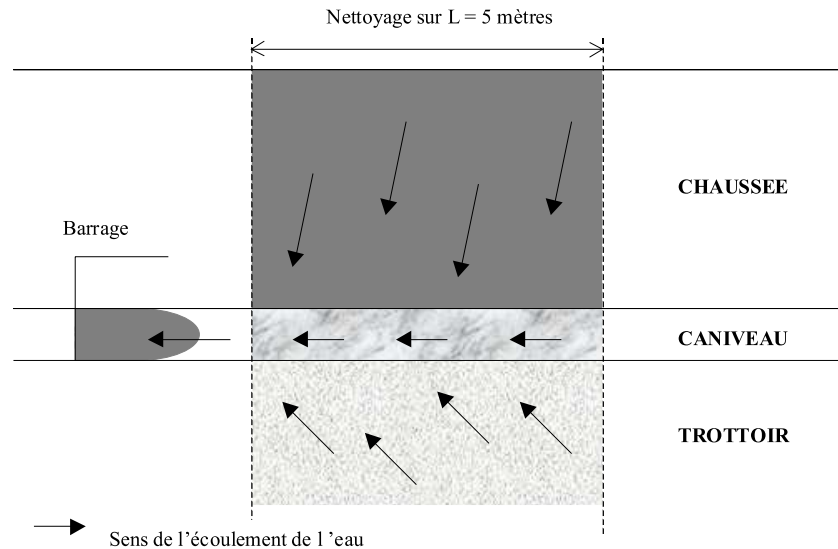 Nettoyage sur L = 5 mètres
CHAUSSEE
Barrage
CANIVEAU
TROTTOIR
Sens de l'écoulement de l 'eau